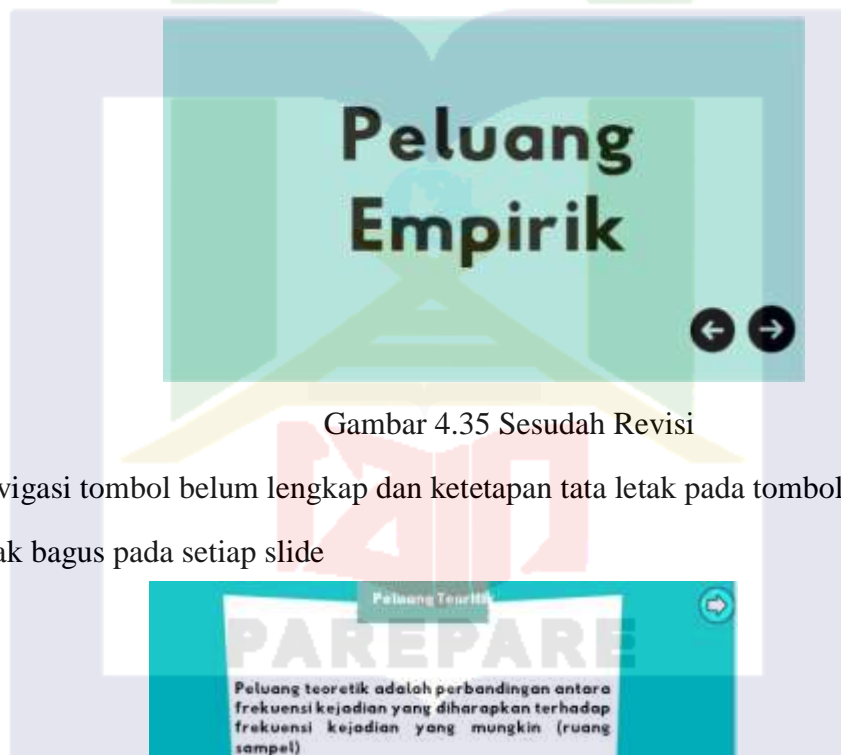 Peluang
Empirik
Gambar 4.35 Sesudah Revisi
vigasi tombol belum lengkap dan ketetapan tata letak pada tombol
ak bagus pada setiap slide
Peluang
PAREPARE
Peluang teoretik adalah perbandingan antara
frekuensi kejadian yang diharapkan terhadap
frekuensi kejadian yang mungkin (ruang
sampel)